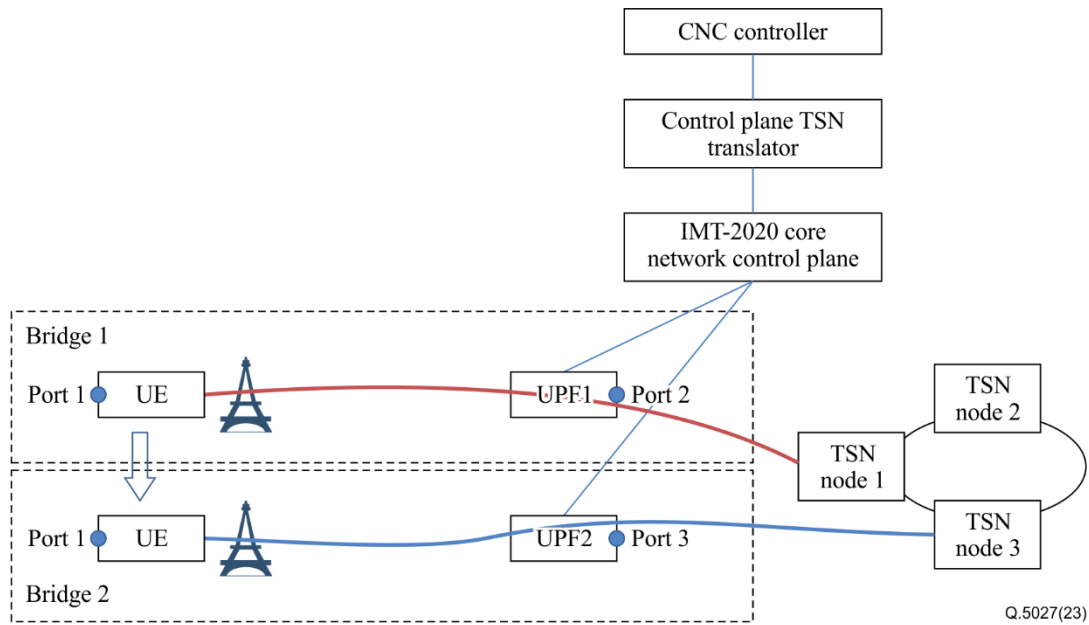 CNC controller
Control plane TSN
translator
IMT-2020 core
network control plane
Bridge 1
Port 1
UE
UPF1
Port 2
TSN
node 2
TSN
node 1
Port 1
UE
UPF2
Port 3
TSN
node 3
Bridge 2
Q.5027(23)